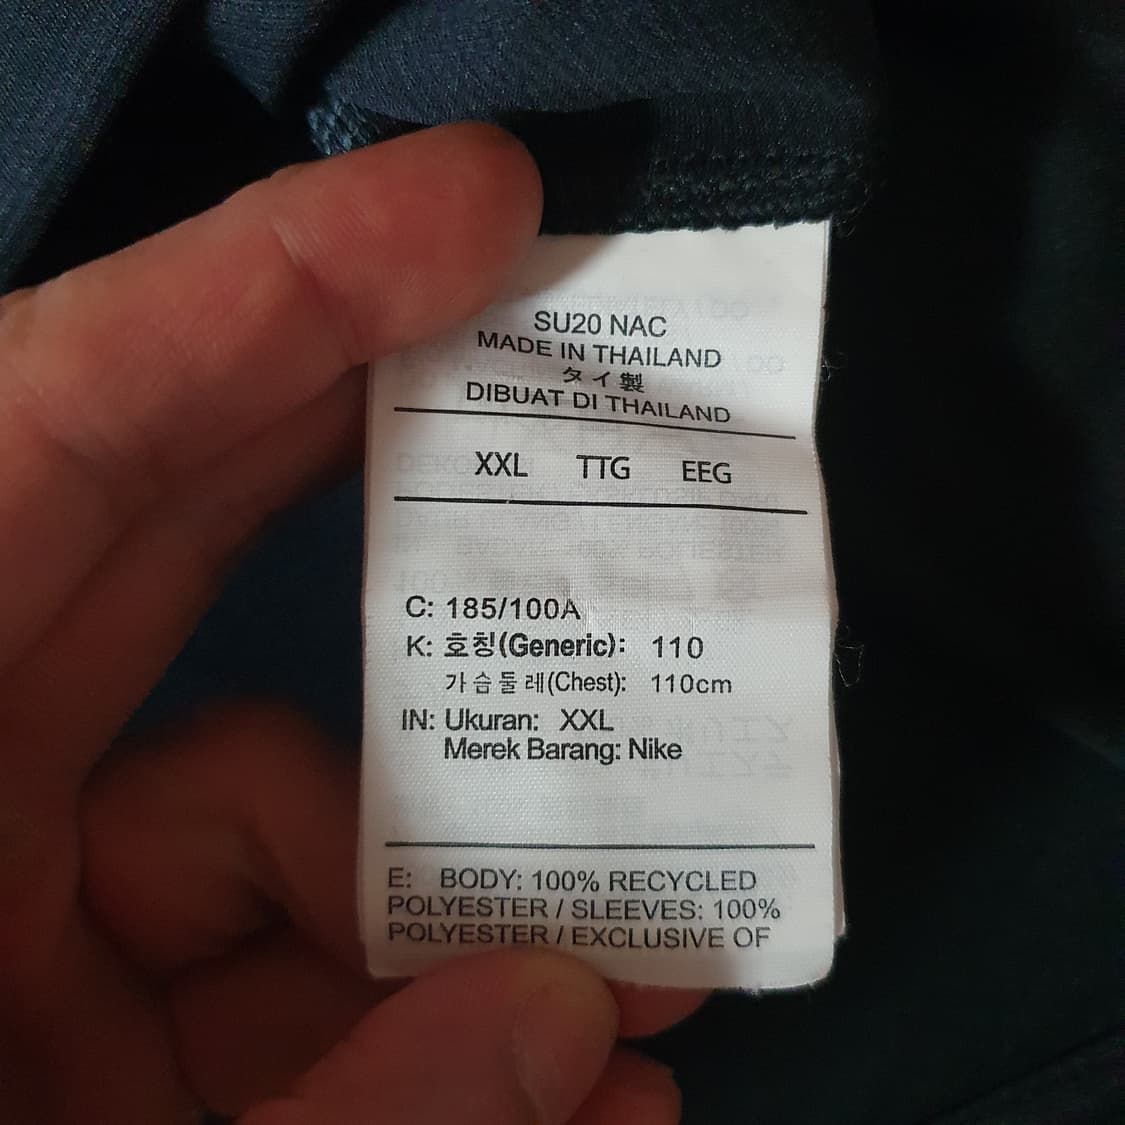 SU20 NAC
MADE IN THAILAND
タイ製
DIBUAT DI THAILAND
XXL TTG EEG
C: 185/100A
K: 호칭(Generic): 110
가슴둘레(Chest): 110cm
IN: Ukuran: XXL
Merek Barang: Nike
E: BODY: 100% RECYCLED
POLYESTER / SLEEVES: 100%
POLYESTER / EXCLUSIVE OF